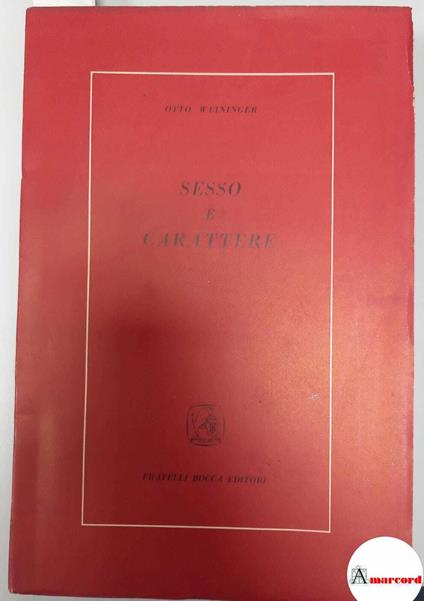 OTTO WEININGER
SESSO
E
CARATTERE
FRATELLI BOCCA EDITORI
Amarcord